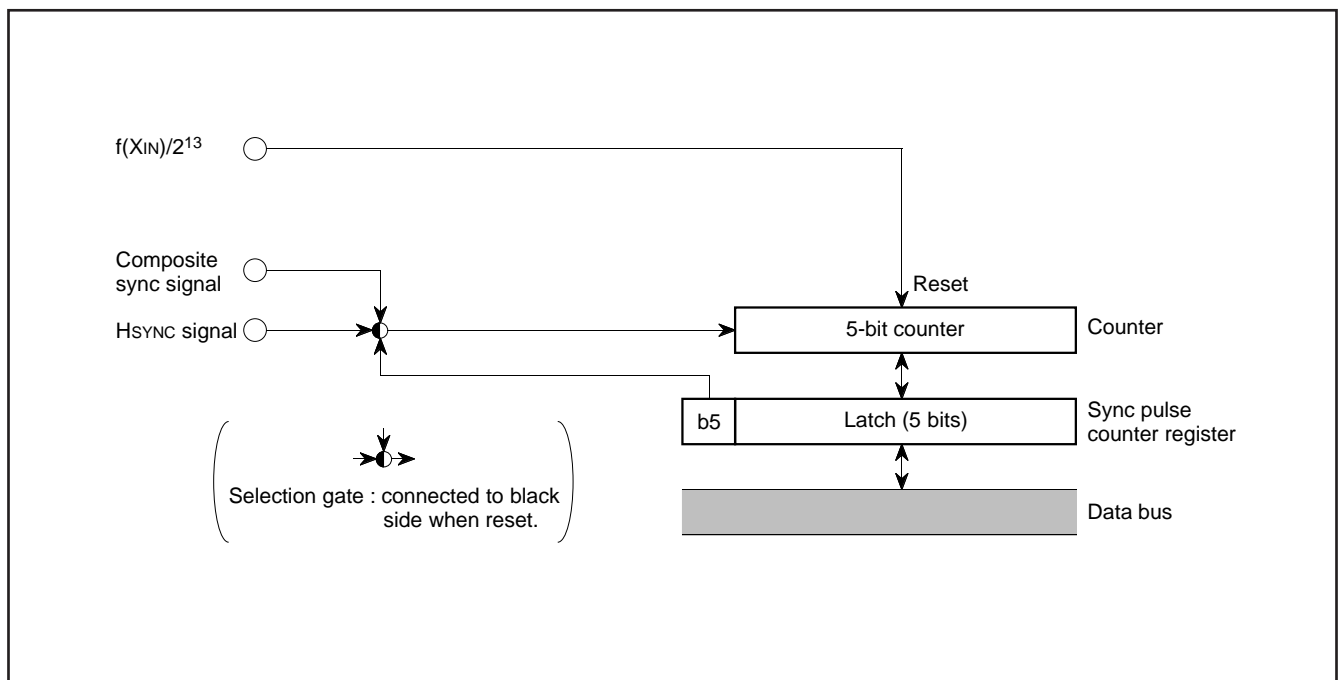 f(XIN)/2¹³
Composite
sync signal
HSYNC signal
Reset
5-bit counter
Counter
b5
Latch (5 bits)
Sync pulse
counter register
Selection gate : connected to black
side when reset.
Data bus